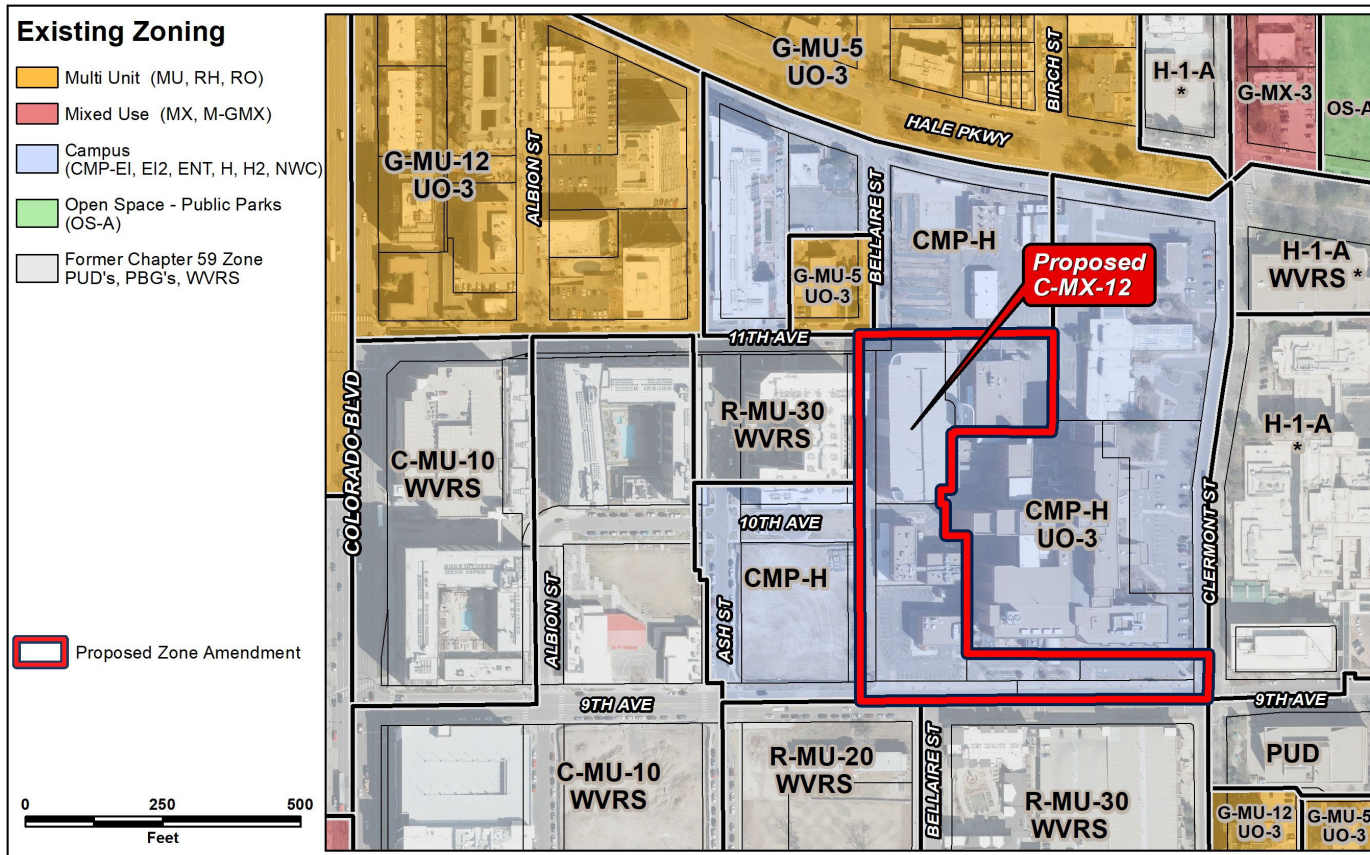 Existing Zoning
Multi Unit (MU, RH, RO)
Mixed Use (MX, M-GMX)
Campus
(CMP-EI, EI2, ENT, H, H2, NWC)
Open Space - Public Parks
(OS-A)
Former Chapter 59 Zone
PUD's, PBG's, WVRS
Proposed Zone Amendment
0 250 500
Feet
G-MU-5
UO-3
BIRCH ST
H-1-A
*
G-MX-3
OS-A
HALE PKWY
G-MU-12
UO-3
ALBION ST
BELLAIRE ST
CMP-H
Proposed
C-MX-12
H-1-A
WVRS *
G-MU-5
UO-3
11TH AVE
COLORADO BLVD
C-MU-10
WVRS
R-MU-30
WVRS
H-1-A
*
10TH AVE
CMP-H
UO-3
CLERMONT ST
CMP-H
ALBION ST
ASH ST
9TH AVE
9TH AVE
C-MU-10
WVRS
R-MU-20
WVRS
BELLAIRE ST
R-MU-30
WVRS
PUD
G-MU-12
UO-3
G-MU-5
UO-3